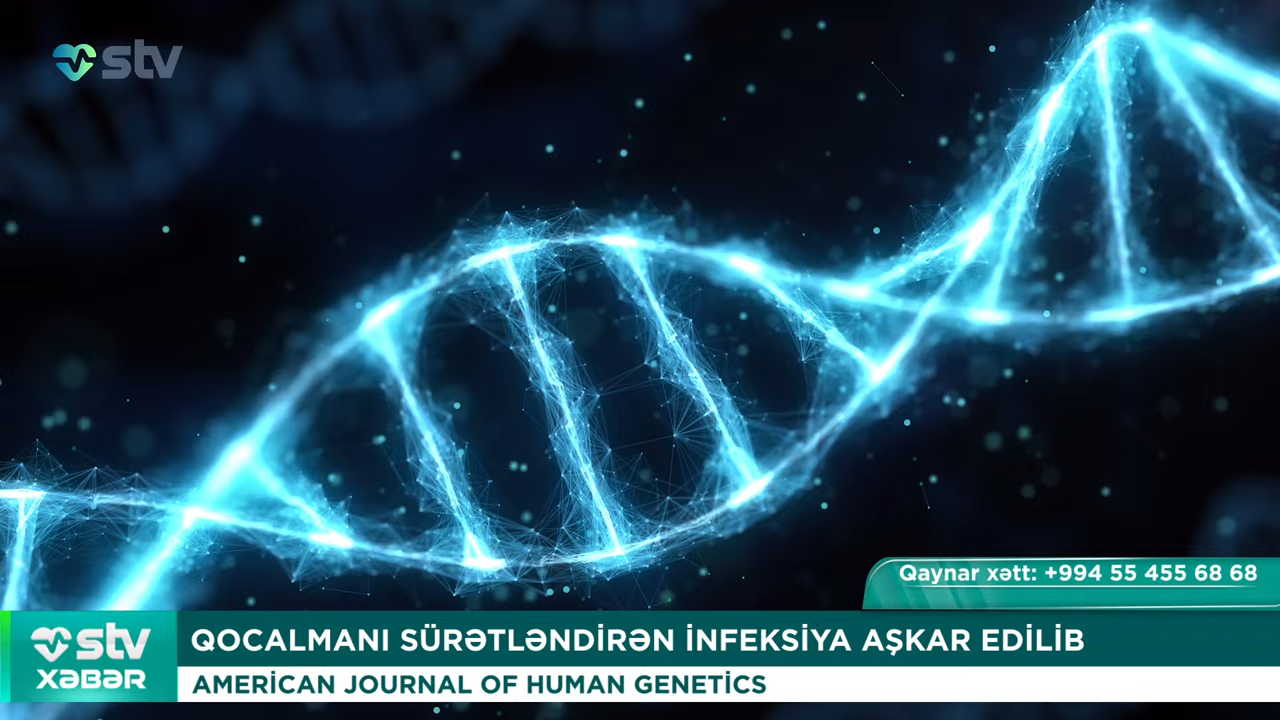 stv
Qaynar xətt: +994 55 455 68 68
stv
XƏBƏR
QOCALMANI SÜRƏTLƏNDİRƏN İNFEKSİYA AŞKAR EDİLİB
AMERİCAN JOURNAL OF HUMAN GENETİCS